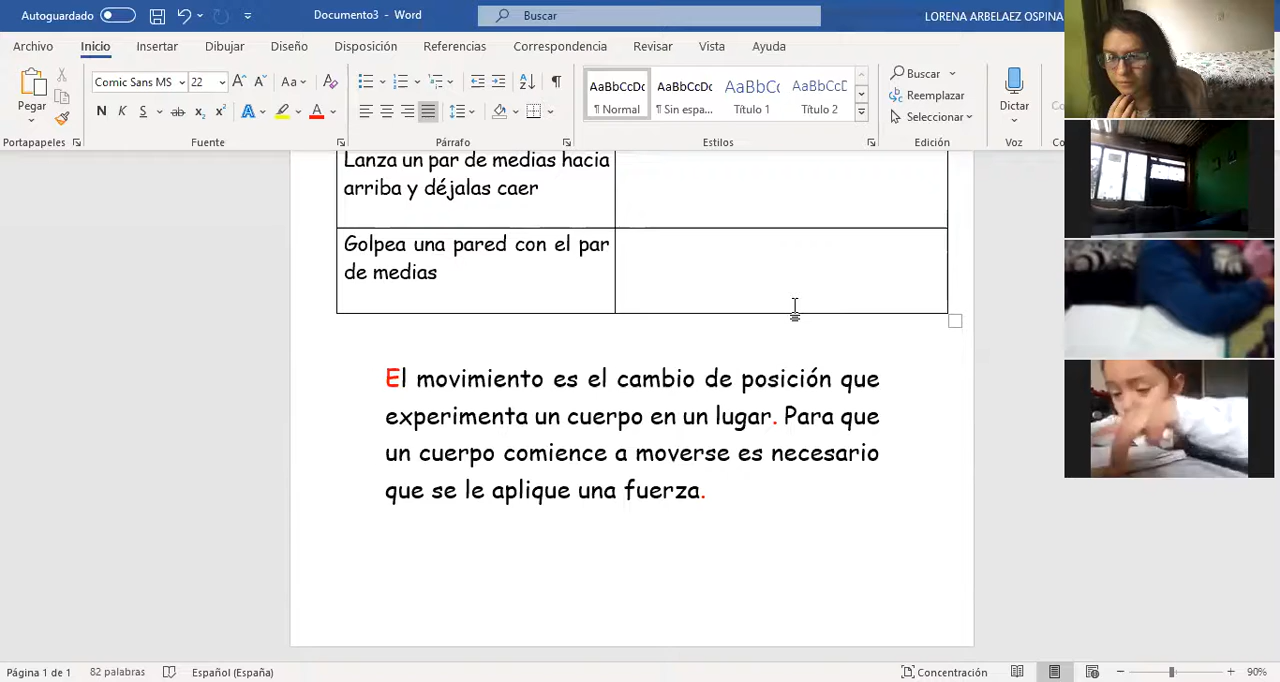 Autoguardado
Documento3 - Word
Buscar
LORENA ARBELAEZ OSPINA
Archivo Inicio Insertar Dibujar Diseño Disposición Referencias Correspondencia Revisar Vista Ayuda
Pegar
Comic Sans MS 22
N K S ab x₂ x²
AaBbCcDc AaBbCcDc AaBbCc AaBbCcD
¶ Normal ¶ Sin espa... Título 1 Título 2
Buscar
Reemplazar
Seleccionar
Dictar
Portapapeles Fuente Párrafo Estilos Voz
Lanza un par de medias hacia
arriba y déjalas caer
Golpea una pared con el par
de medias
El movimiento es el cambio de posición que
experimenta un cuerpo en un lugar. Para que
un cuerpo comience a moverse es necesario
que se le aplique una fuerza.
Página 1 de 1 82 palabras Español (España) Concentración 90%